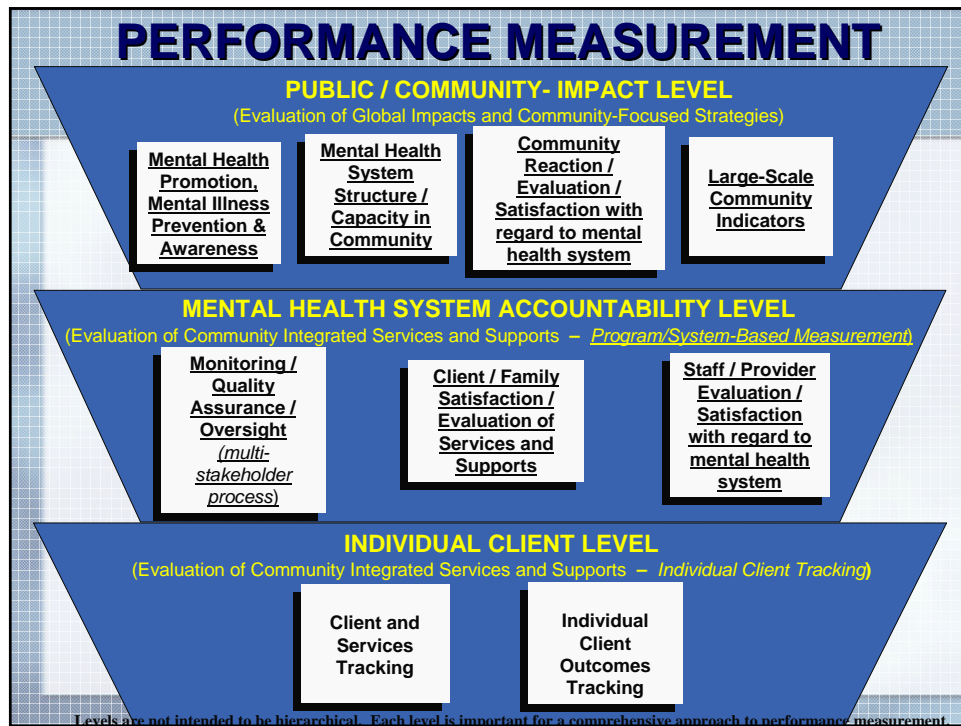 PERFORMANCE MEASUREMENT
PUBLIC / COMMUNITY- IMPACT LEVEL
(Evaluation of Global Impacts and Community-Focused Strategies)
Mental Health
Promotion,
Mental Illness
Prevention &
Awareness
Mental Health
System
Structure /
Capacity in
Community
Community
Reaction /
Evaluation /
Satisfaction with
regard to mental
health system
Large-Scale
Community
Indicators
MENTAL HEALTH SYSTEM ACCOUNTABILITY LEVEL
(Evaluation of Community Integrated Services and Supports – Program/System-Based Measurement)
Monitoring /
Quality
Assurance /
Oversight
(multi-
stakeholder
process)
Client / Family
Satisfaction /
Evaluation of
Services and
Supports
Staff / Provider
Evaluation /
Satisfaction
with regard to
mental health
system
INDIVIDUAL CLIENT LEVEL
(Evaluation of Community Integrated Services and Supports – Individual Client Tracking)
Client and
Services
Tracking
Individual
Client
Outcomes
Tracking
Levels are not intended to be hierarchical. Each level is important for a comprehensive approach to performance measurement